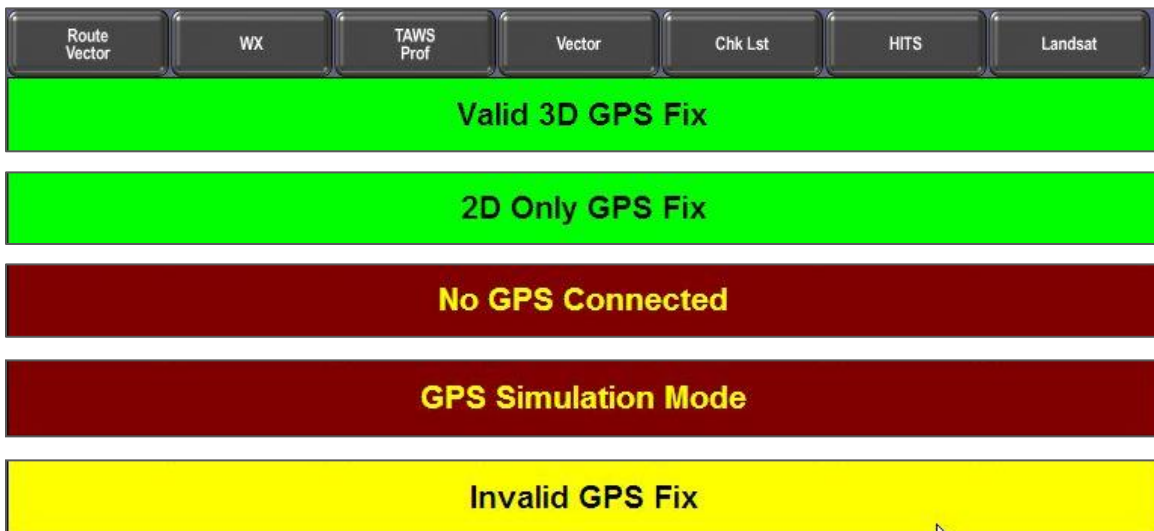 Route
Vector
WX
TAWS
Prof
Vector
Chk Lst
HITS
Landsat
Valid 3D GPS Fix
2D Only GPS Fix
No GPS Connected
GPS Simulation Mode
Invalid GPS Fix